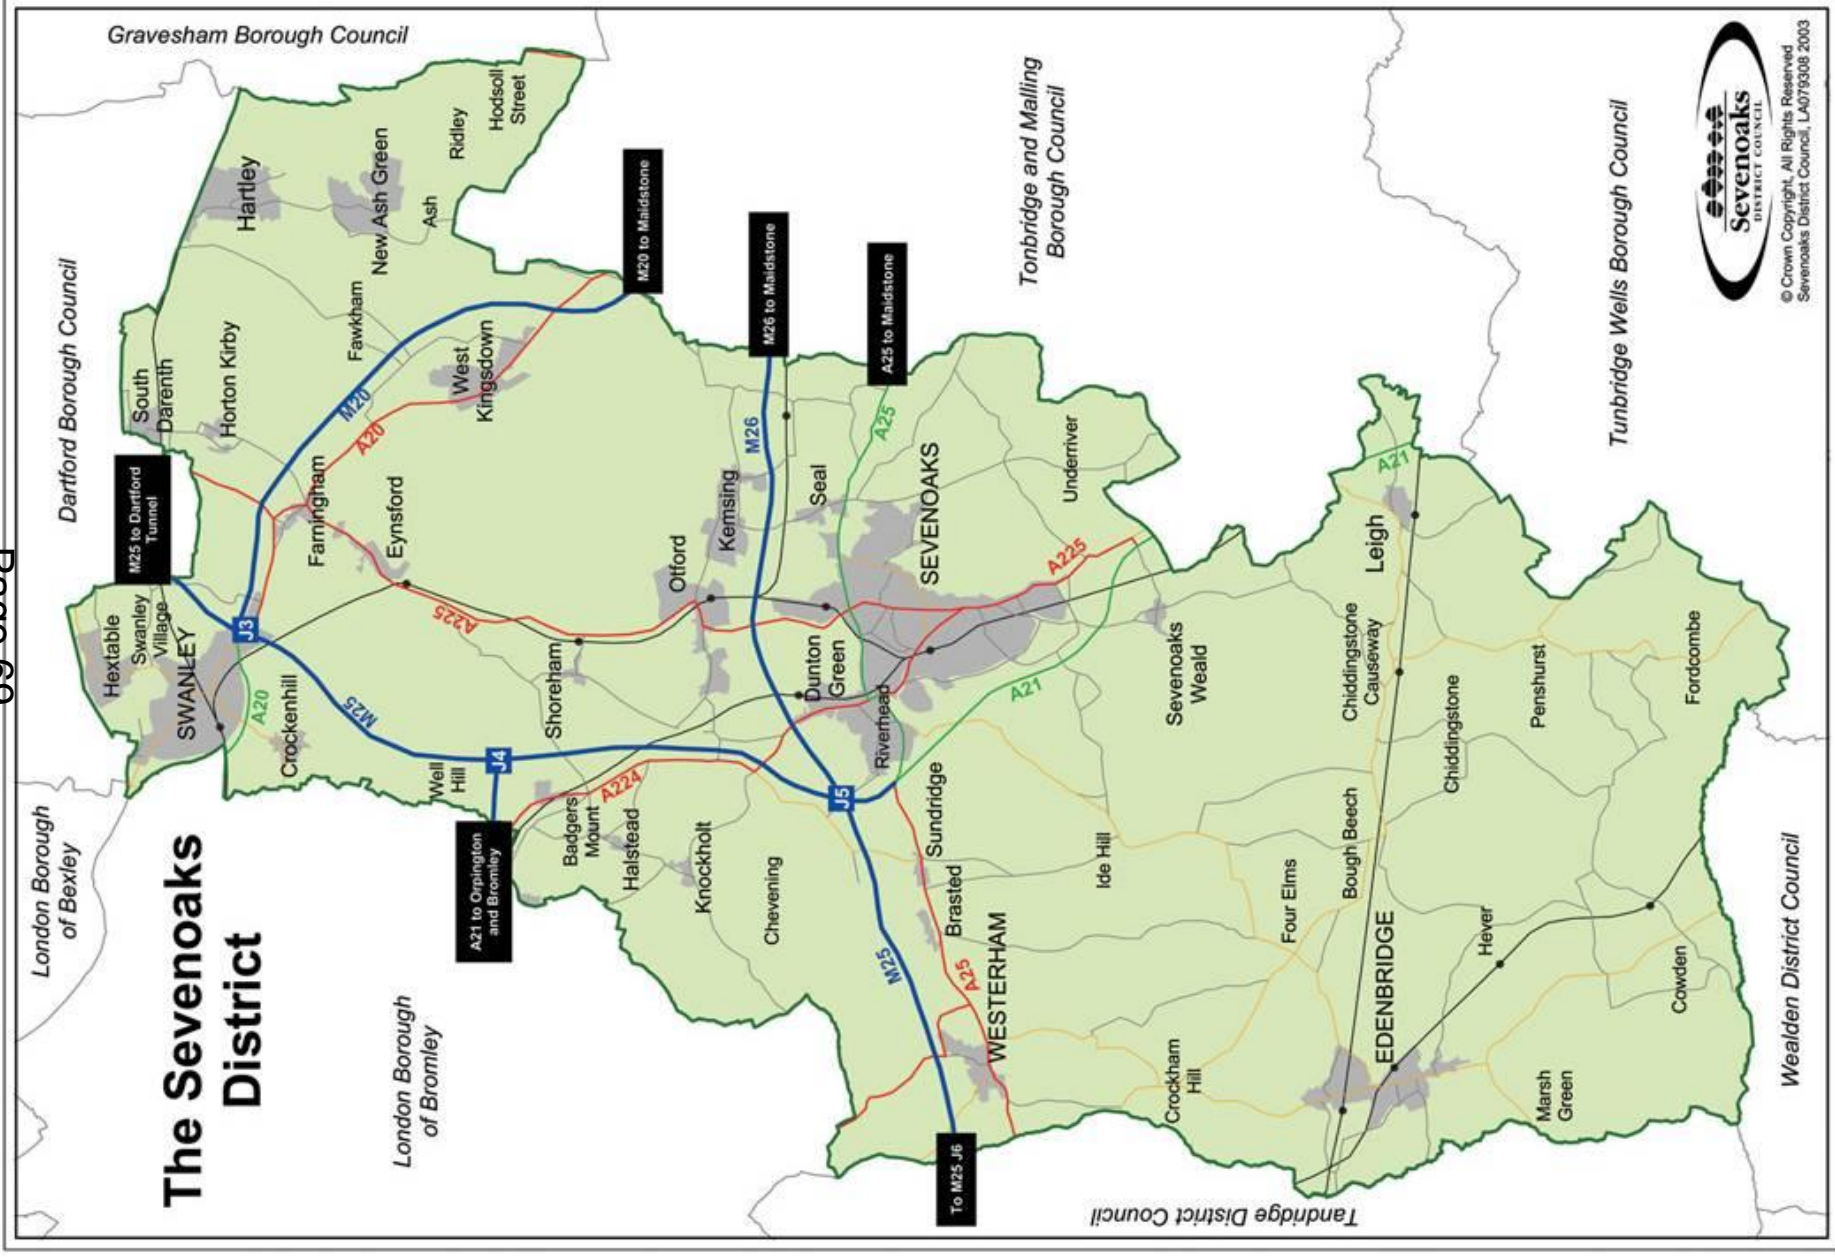 The Sevenoaks
District
London Borough
of Bexley
Dartford Borough Council
Gravesham Borough Council
London Borough
of Bromley
Hextable
Swanley
Village
SWANLEY
M25 to Dartford
Tunnel
South
Darenth
Horton Kirby
Hartley
J3
A20
Crockenhill
Farningham
M20
A20
Fawkham
New Ash Green
M25
Eynsford
Ash
Ridley
Well
Hill
A225
West
Kingsdown
Hodsoll
Street
A21 to Orpington
and Bromley
J4
Shoreham
Badgers
Mount
A224
Halstead
M20 to Maidstone
Otford
Knockholt
Kemsing
M26
M26 to Maidstone
Chevening
Dunton
Green
Seal
J5
Riverhead
A25
A25 to Maidstone
M25
Sundridge
SEVENOAKS
Brasted
A25
To M25 J6
WESTERHAM
A21
A225
Underriver
Tonbridge and Malling
Borough Council
Ide Hill
Crockham
Hill
Sevenoaks
Weald
Four Elms
Bough Beech
Chiddingstone
Causeway
Leigh
A21
Tandridge District Council
EDENBRIDGE
Chiddingstone
Hever
Marsh
Green
Penshurst
Cowden
Fordcombe
Tunbridge Wells Borough Council
Wealden District Council
Sevenoaks
DISTRICT COUNCIL
© Crown Copyright, All Rights Reserved
Sevenoaks District Council, LA079308 2003